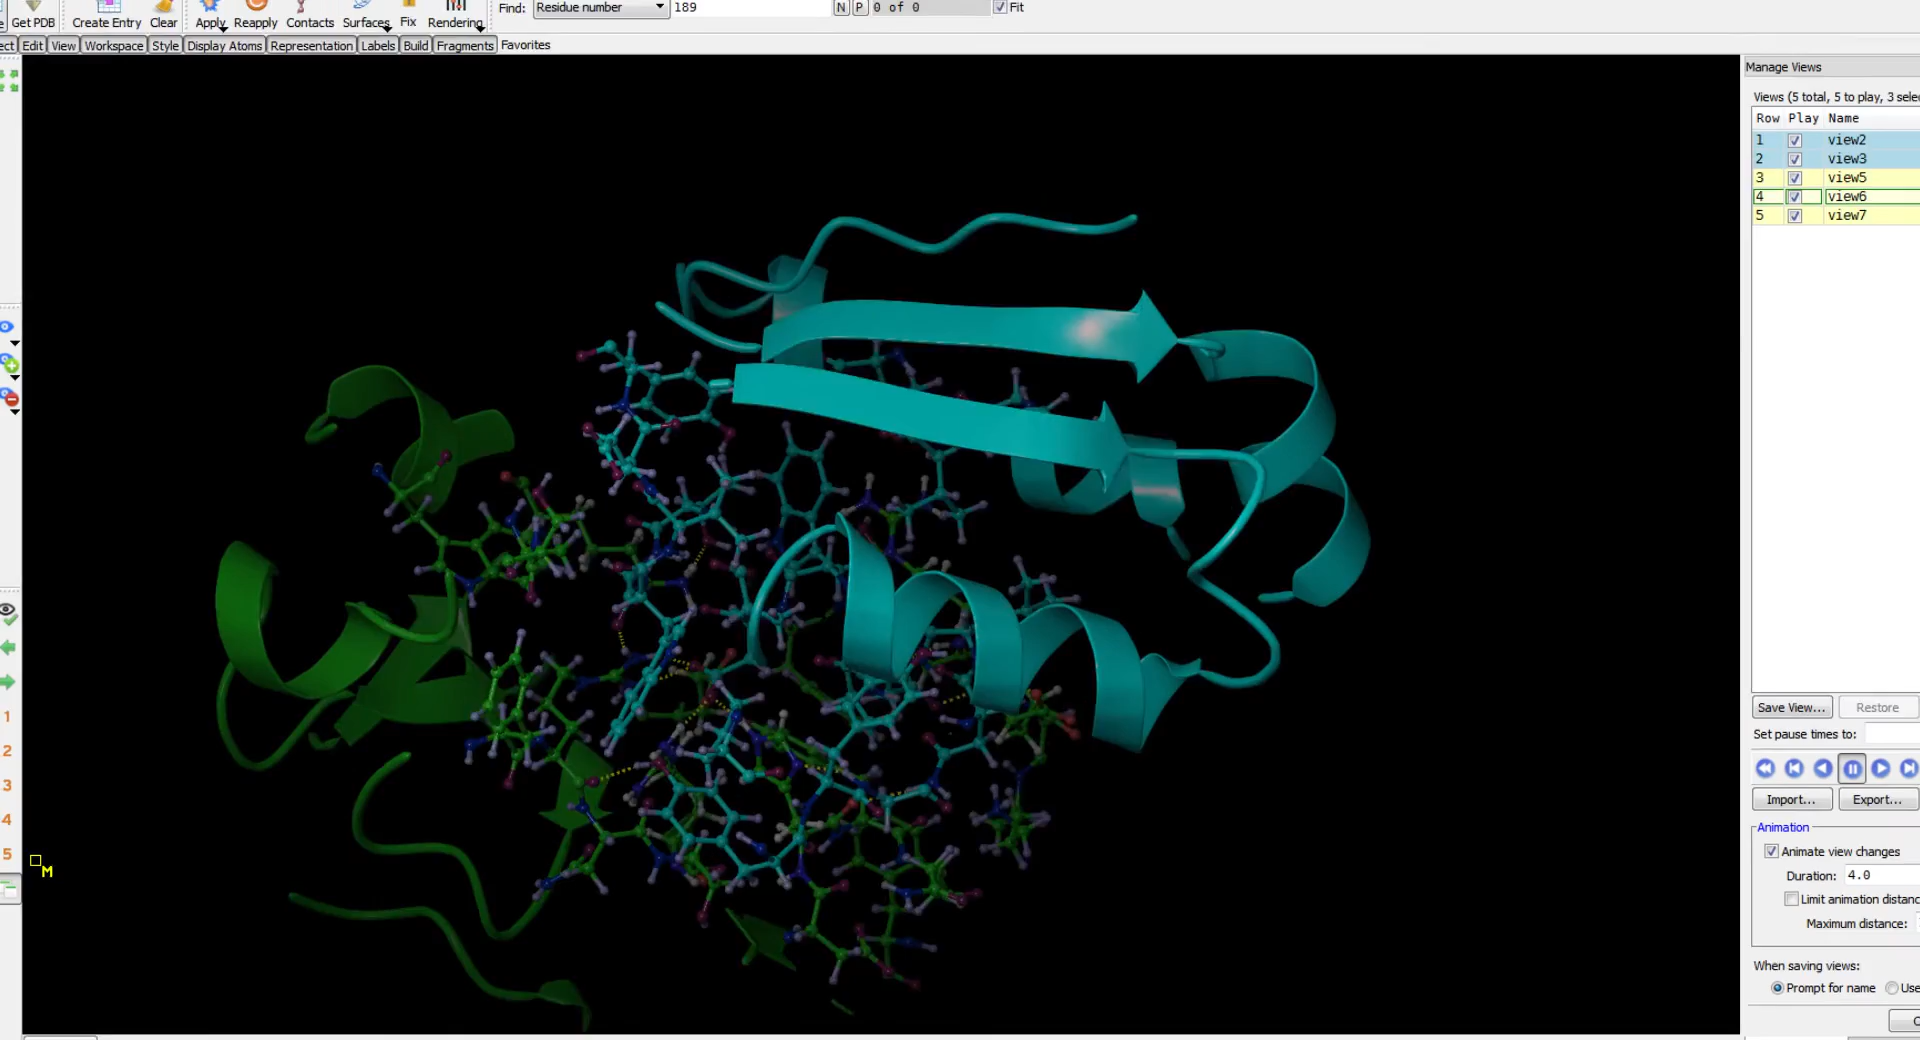 Find: Residue number 189 N P 0 of 0 Fit
Get PDB Create Entry Clear Apply Reapply Contacts Surfaces Fix Rendering
Edit View Workspace Style Display Atoms Representation Labels Build Fragments Favorites
Manage Views
Views (5 total, 5 to play, 3 selec
Row Play Name
1 view2
2 view3
3 view5
4 view6
5 view7
Save View... Restore
Set pause times to:
Import... Export...
Animation
Animate view changes
Duration: 4.0
Limit animation distanc
Maximum distance:
When saving views:
Prompt for name Use
1
2
3
4
5
M